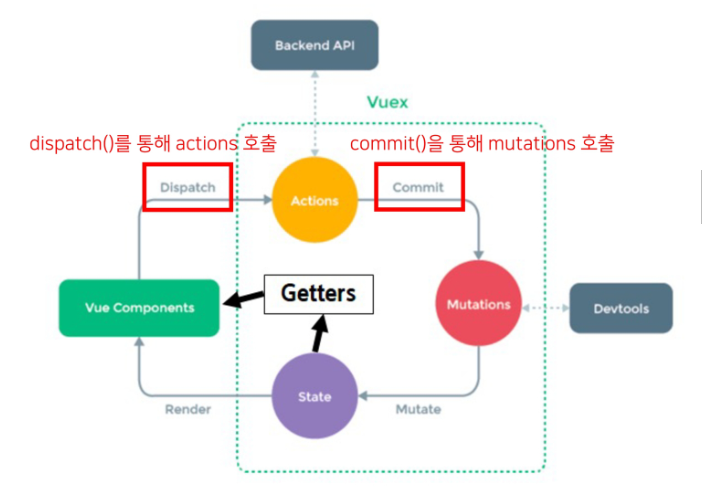 Backend API
Vuex
dispatch()를 통해 actions 호출
commit()을 통해 mutations 호출
Dispatch
Commit
Actions
Getters
Vue Components
Mutations
Devtools
State
Render
Mutate